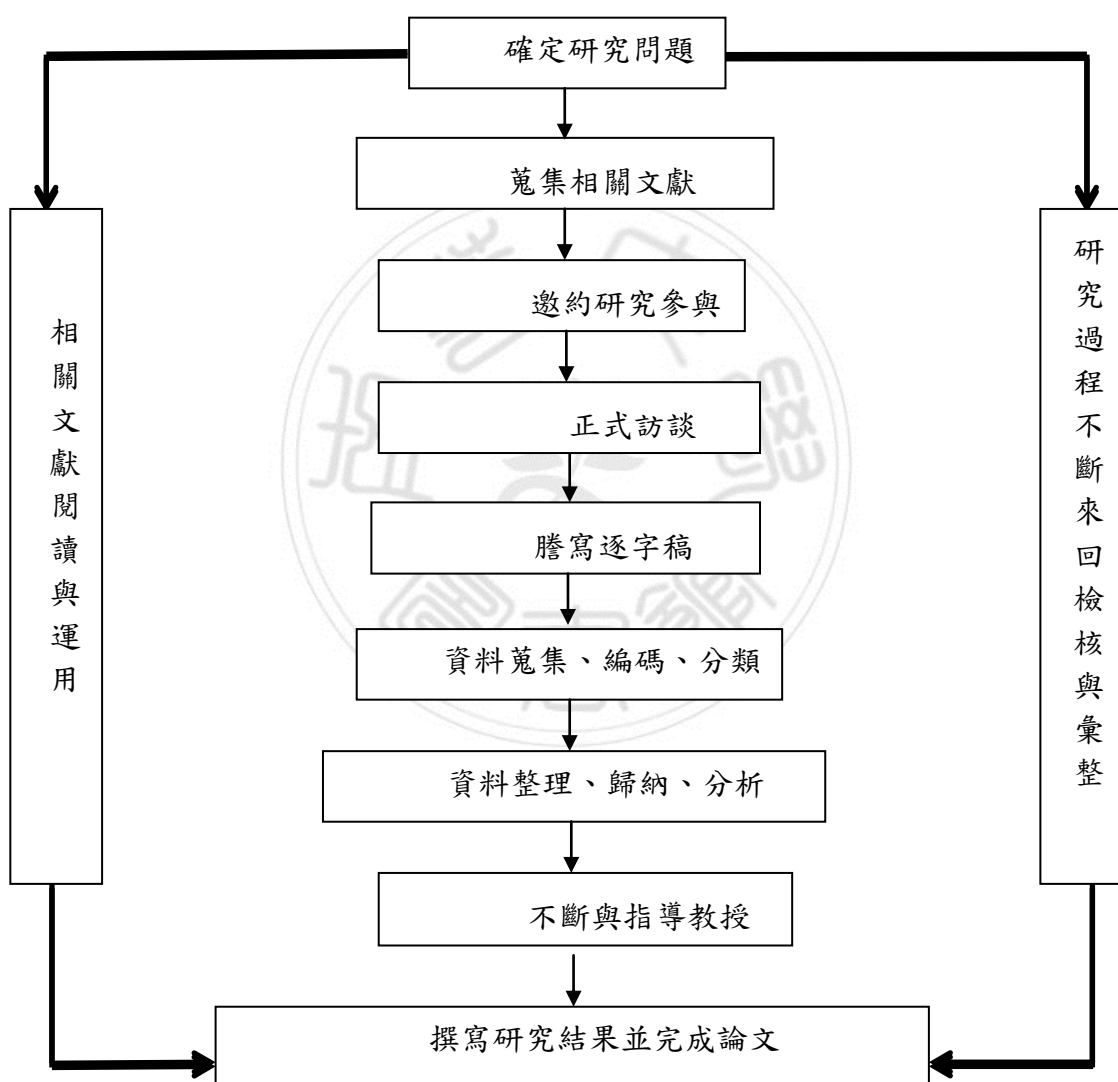 確定研究問題
蒐集相關文獻
邀約研究參與
正式訪談
謄寫逐字稿
資料蒐集、編碼、分類
資料整理、歸納、分析
不斷與指導教授
撰寫研究結果並完成論文
相關文獻閱讀與運用
研究過程不斷來回檢核與彙整